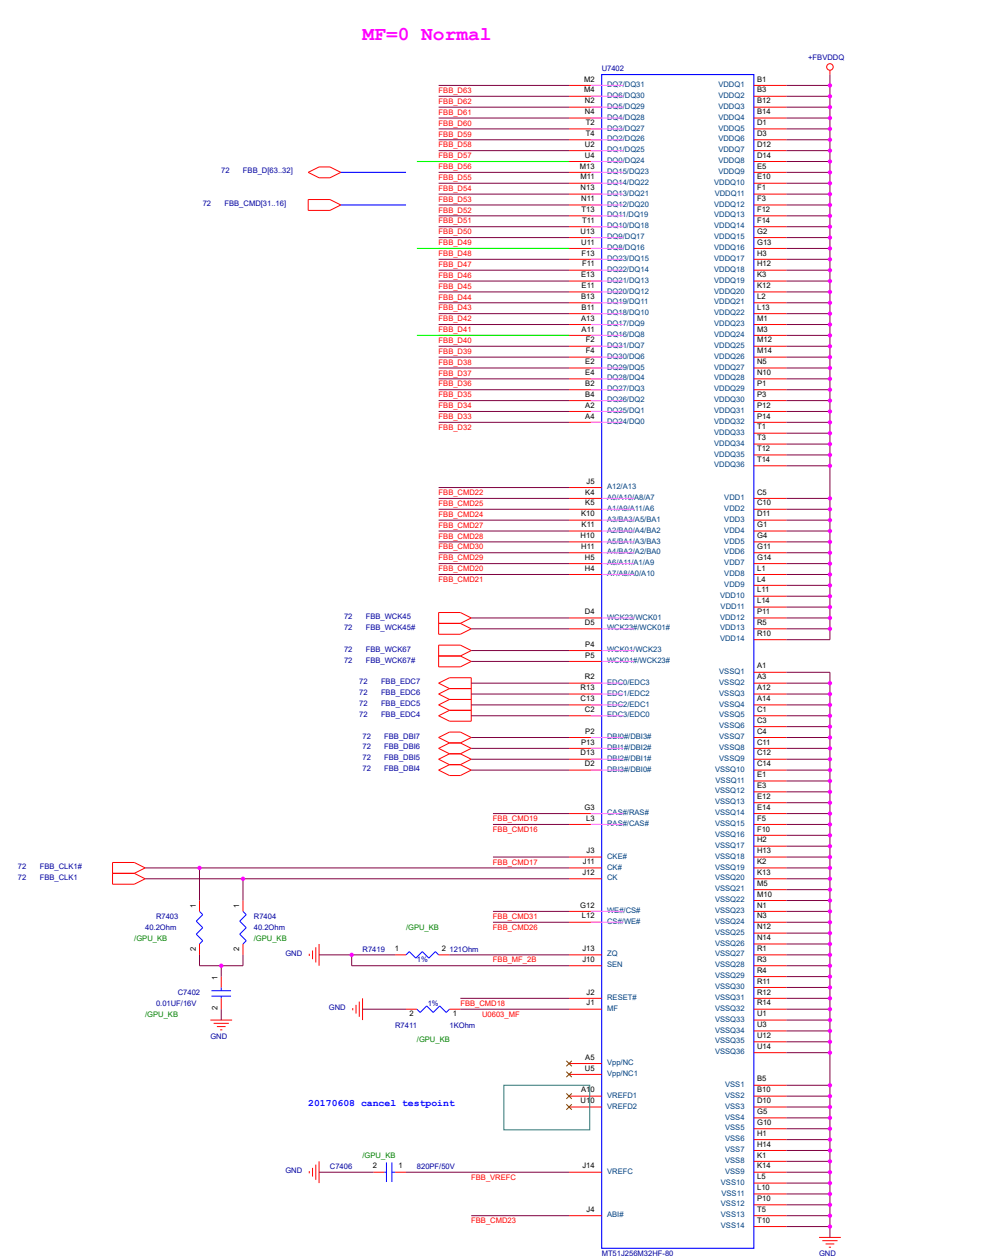 MF=0 Normal
+FBVDDQ
U7402
FBB_D63 M2 DQ7/DQ31 VDDQ1 B1
FBB_D62 M4 DQ6/DQ30 VDDQ2 B3
FBB_D61 N2 DQ5/DQ29 VDDQ3 B12
FBB_D60 N4 DQ4/DQ28 VDDQ4 B14
FBB_D59 T2 DQ3/DQ27 VDDQ5 D1
FBB_D58 T4 DQ2/DQ26 VDDQ6 D3
FBB_D57 U2 DQ1/DQ25 VDDQ7 D12
FBB_D56 U4 DQ0/DQ24 VDDQ8 D14
72 FBB_D[63..32]
FBB_D55 M13 DQ15/DQ23 VDDQ9 E5
FBB_D54 M11 DQ14/DQ22 VDDQ10 E10
FBB_D53 N13 DQ13/DQ21 VDDQ11 F1
FBB_D52 N11 DQ12/DQ20 VDDQ12 F3
72 FBB_CMD[31..16]
FBB_D51 T13 DQ11/DQ19 VDDQ13 F12
FBB_D50 T11 DQ10/DQ18 VDDQ14 F14
FBB_D49 U13 DQ9/DQ17 VDDQ15 G2
FBB_D48 U11 DQ8/DQ16 VDDQ16 G13
FBB_D47 F13 DQ23/DQ15 VDDQ17 H3
FBB_D46 F11 DQ22/DQ14 VDDQ18 H12
FBB_D45 E13 DQ21/DQ13 VDDQ19 K3
FBB_D44 E11 DQ20/DQ12 VDDQ20 K12
FBB_D43 B13 DQ19/DQ11 VDDQ21 L2
FBB_D42 B11 DQ18/DQ10 VDDQ22 L13
FBB_D41 A13 DQ17/DQ9 VDDQ23 M1
FBB_D40 A11 DQ16/DQ8 VDDQ24 M3
FBB_D39 F2 DQ31/DQ7 VDDQ25 M12
FBB_D38 F4 DQ30/DQ6 VDDQ26 M14
FBB_D37 E2 DQ29/DQ5 VDDQ27 N5
FBB_D36 E4 DQ28/DQ4 VDDQ28 N10
FBB_D35 B2 DQ27/DQ3 VDDQ29 P1
FBB_D34 B4 DQ26/DQ2 VDDQ30 P3
FBB_D33 A2 DQ25/DQ1 VDDQ31 P12
FBB_D32 A4 DQ24/DQ0 VDDQ32 P14
VDDQ33 T1
VDDQ34 T3
VDDQ35 T12
VDDQ36 T14
FBB_CMD22 J5 A12/A13
FBB_CMD25 K4 A0/A10/A8/A7 VDD1 C5
FBB_CMD24 K5 A1/A9/A11/A6 VDD2 C10
FBB_CMD27 K10 A3/BA3/A5/BA1 VDD3 D11
FBB_CMD28 K11 A2/BA0/A4/BA2 VDD4 G1
FBB_CMD30 H10 A5/BA1/A3/BA3 VDD5 G4
FBB_CMD29 H11 A4/BA2/A2/BA0 VDD6 G11
FBB_CMD20 H5 A6/A11/A1/A9 VDD7 G14
FBB_CMD21 H4 A7/A8/A0/A10 VDD8 L1
VDD9 L4
VDD10 L11
VDD11 L14
72 FBB_WCK45 D4 WCK23/WCK01 VDD12 P11
72 FBB_WCK45# D5 WCK23#/WCK01# VDD13 R5
VDD14 R10
72 FBB_WCK67 P4 WCK01/WCK23
72 FBB_WCK67# P5 WCK01#/WCK23#
VSSQ1 A1
72 FBB_EDC7 R2 EDC0/EDC3 VSSQ2 A3
72 FBB_EDC6 R13 EDC1/EDC2 VSSQ3 A12
72 FBB_EDC5 C13 EDC2/EDC1 VSSQ4 A14
72 FBB_EDC4 C2 EDC3/EDC0 VSSQ5 C1
VSSQ6 C3
72 FBB_DBI7 P2 DBI0#/DBI3# VSSQ7 C4
72 FBB_DBI6 P13 DBI1#/DBI2# VSSQ8 C11
72 FBB_DBI5 D13 DBI2#/DBI1# VSSQ9 C12
72 FBB_DBI4 D2 DBI3#/DBI0# VSSQ10 C14
VSSQ11 E1
VSSQ12 E3
VSSQ13 E12
FBB_CMD19 G3 CAS#/RAS# VSSQ14 E14
FBB_CMD16 L3 RAS#/CAS# VSSQ15 F5
VSSQ16 F10
VSSQ17 H2
FBB_CMD17 J3 CKE# VSSQ18 H13
72 FBB_CLK1# J11 CK# VSSQ19 K2
72 FBB_CLK1 J12 CK VSSQ20 K13
VSSQ21 M5
VSSQ22 M10
FBB_CMD31 G12 WE#/CS# VSSQ23 N1
FBB_CMD26 L12 CS#/WE# VSSQ24 N3
1 1
R7403 R7404
40.2Ohm 40.2Ohm
/GPU_KB /GPU_KB
2 2
VSSQ25 N12
VSSQ26 N14
/GPU_KB
GND R7419 1 2 121Ohm J13 ZQ VSSQ27 R1
1%
FBB_MF_2B J10 SEN VSSQ28 R3
VSSQ29 R4
VSSQ30 R11
1
C7402
0.01UF/16V
2
/GPU_KB
GND
FBB_CMD18 J2 RESET# VSSQ31 R12
GND 1% U0603_MF J1 MF VSSQ32 R14
2 1
R7411 1KOhm
/GPU_KB
VSSQ33 U1
VSSQ34 U3
VSSQ35 U12
VSSQ36 U14
A5 Vpp/NC
U5 Vpp/NC1
VSS1 B5
A10 VREFD1 VSS2 B10
20170608 cancel testpoint
U10 VREFD2 VSS3 D10
VSS4 G5
VSS5 G10
VSS6 H1
VSS7 H14
VSS8 K1
/GPU_KB
GND C7406 2 1 820PF/50V J14 VREFC VSS9 K14
FBB_VREFC
VSS10 L5
VSS11 L10
VSS12 P10
FBB_CMD23 J4 ABI# VSS13 T5
VSS14 T10
MT51J256M32HF-80
GND